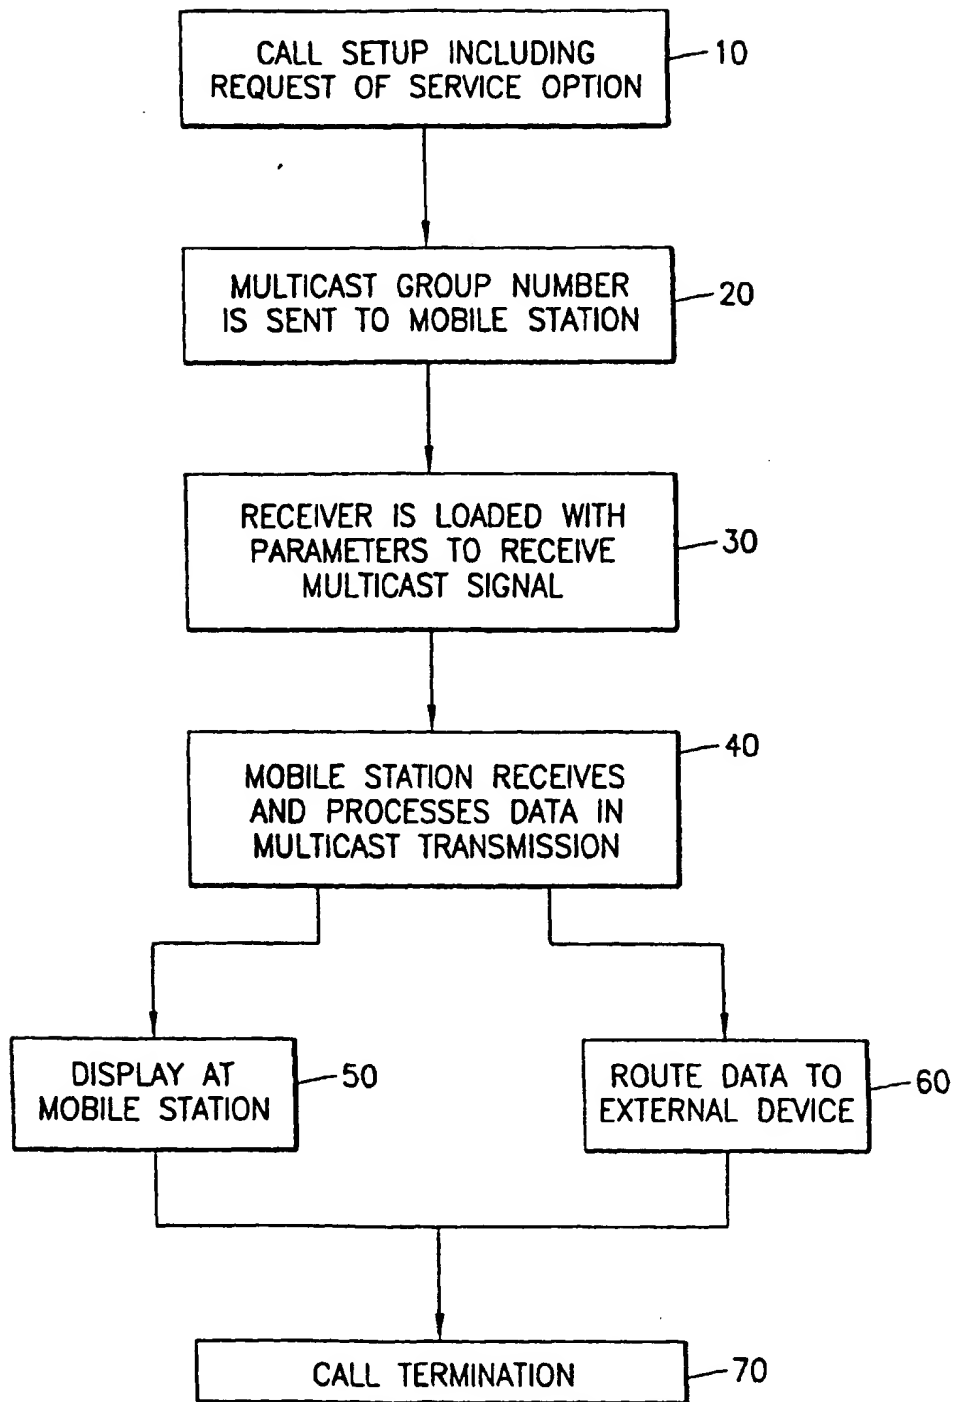 CALL SETUP INCLUDING
REQUEST OF SERVICE OPTION
10
MULTICAST GROUP NUMBER
IS SENT TO MOBILE STATION
20
RECEIVER IS LOADED WITH
PARAMETERS TO RECEIVE
MULTICAST SIGNAL
30
MOBILE STATION RECEIVES
AND PROCESSES DATA IN
MULTICAST TRANSMISSION
40
DISPLAY AT
MOBILE STATION
50
ROUTE DATA TO
EXTERNAL DEVICE
60
CALL TERMINATION
70